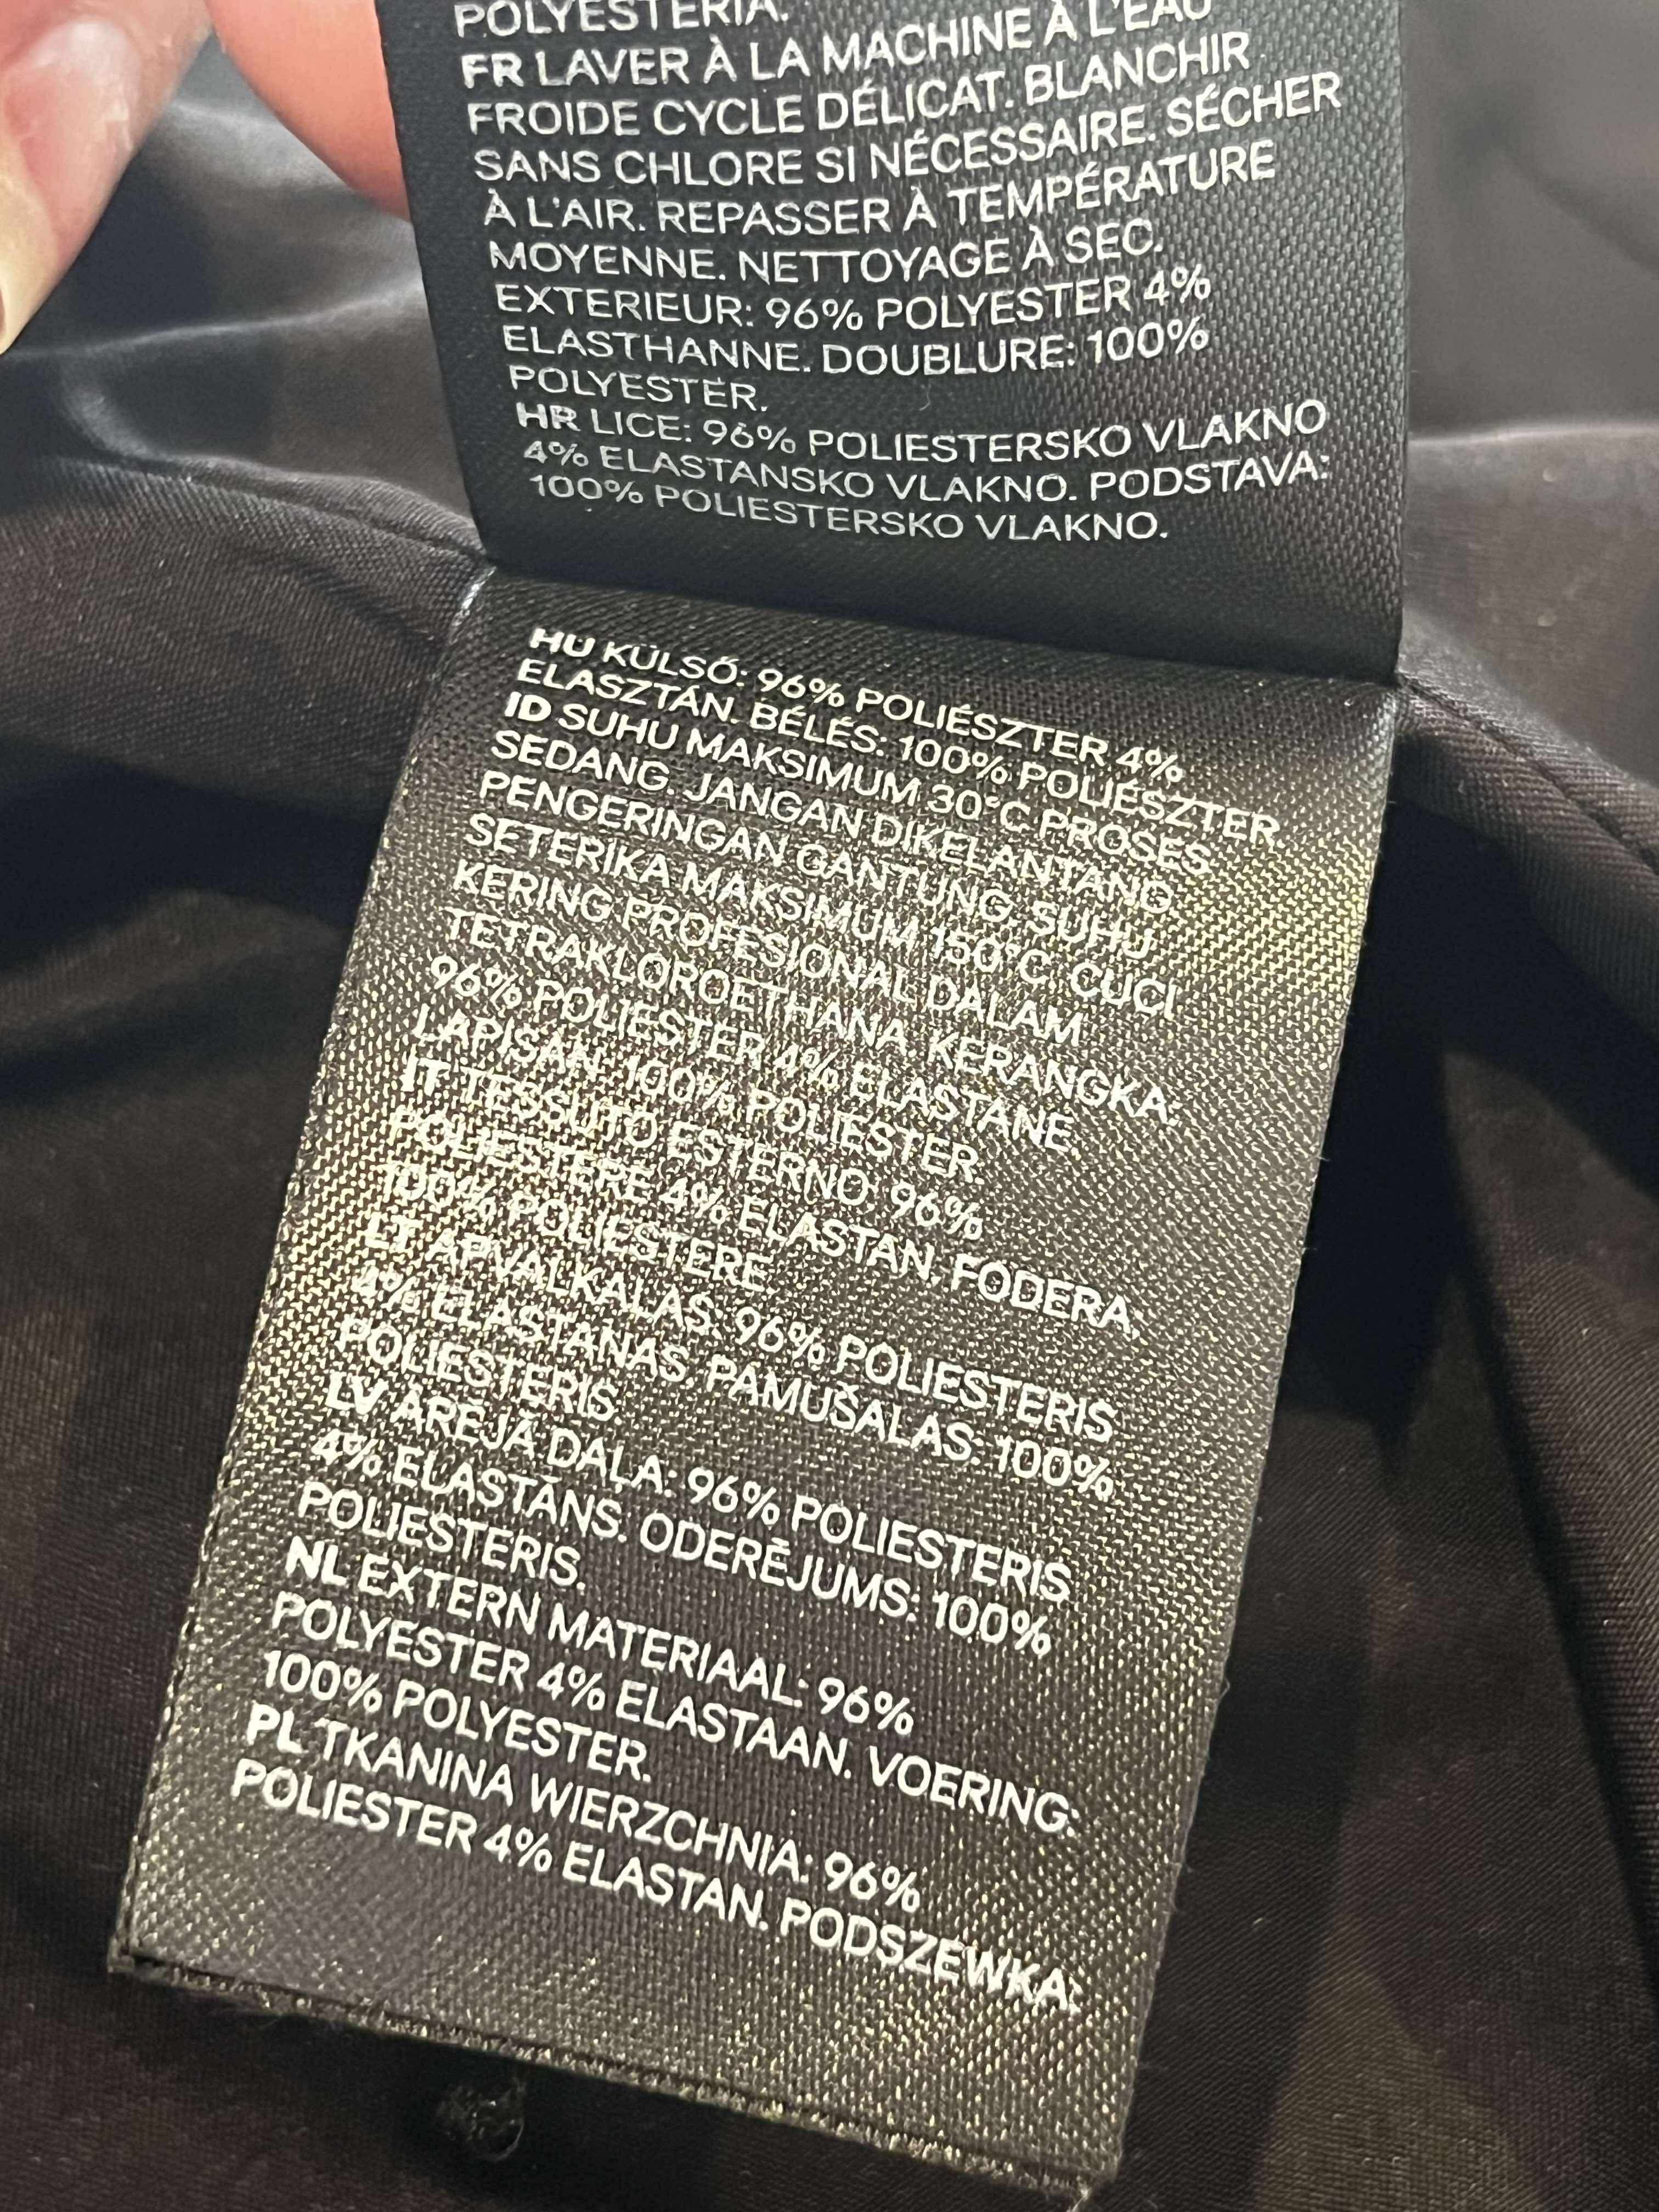 POLYESTERIA.
FR LAVER À LA MACHINE À L'EAU
FROIDE CYCLE DÉLICAT. BLANCHIR
SANS CHLORE SI NÉCESSAIRE. SÉCHER
À L'AIR. REPASSER À TEMPÉRATURE
MOYENNE. NETTOYAGE À SEC.
EXTERIEUR: 96% POLYESTER 4%
ELASTHANNE. DOUBLURE: 100%
POLYESTER.
HR LICE: 96% POLIESTERSKO VLAKNO
4% ELASTANSKO VLAKNO. PODSTAVA:
100% POLIESTERSKO VLAKNO.
HU KÜLSŐ: 96% POLIÉSZTER 4%
ELASZTÁN. BÉLÉS: 100% POLIÉSZTER.
ID SUHU MAKSIMUM 30°C PROSES
SEDANG. JANGAN DIKELANTANG.
PENGERINGAN GANTUNG. SUHU
SETERIKA MAKSIMUM 150°C. CUCI
KERING PROFESIONAL DALAM
TETRAKLOROETHANA. KERANGKA:
96% POLIESTER 4% ELASTANE
LAPISAN: 100% POLIESTER
IT TESSUTO ESTERNO: 96%
POLIESTERE 4% ELASTAN. FODERA:
100% POLIESTERE.
LT APVALKALAS: 96% POLIESTERIS
4% ELASTANAS. PAMUŠALAS: 100%
POLIESTERIS.
LV ĀRĒJĀ DAĻA: 96% POLIESTERIS
4% ELASTĀNS. ODERĒJUMS: 100%
POLIESTERIS.
NL EXTERN MATERIAAL: 96%
POLYESTER 4% ELASTAAN. VOERING:
100% POLYESTER.
PL TKANINA WIERZCHNIA: 96%
POLIESTER 4% ELASTAN. PODSZEWKA: